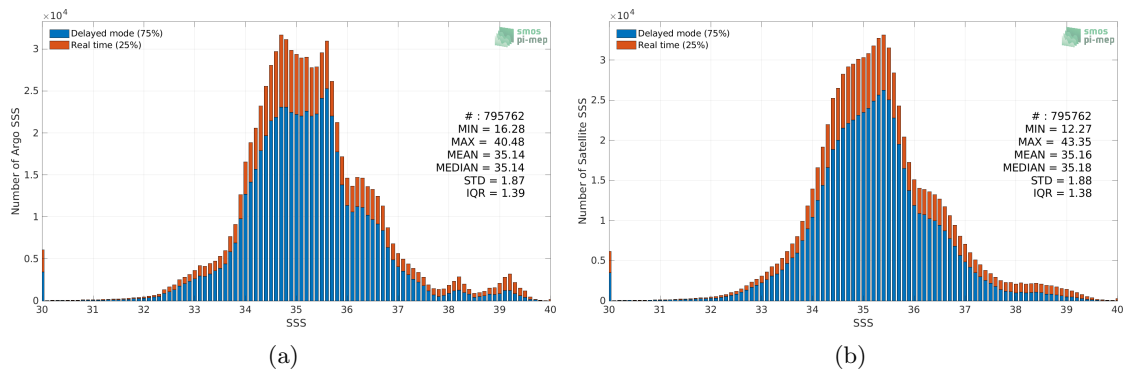 ×10⁴
Delayed mode (75%)
Real time (25%)
smos
pi-mep
# : 795762
MIN = 16.28
MAX = 40.48
MEAN = 35.14
MEDIAN = 35.14
STD = 1.87
IQR = 1.39
Number of Argo SSS
3
2.5
2
1.5
1
0.5
0
30 31 32 33 34 35 36 37 38 39 40
SSS
(a)
×10⁴
Delayed mode (75%)
Real time (25%)
smos
pi-mep
# : 795762
MIN = 12.27
MAX = 43.35
MEAN = 35.16
MEDIAN = 35.18
STD = 1.88
IQR = 1.38
Number of Satellite SSS
3
2.5
2
1.5
1
0.5
0
30 31 32 33 34 35 36 37 38 39 40
SSS
(b)